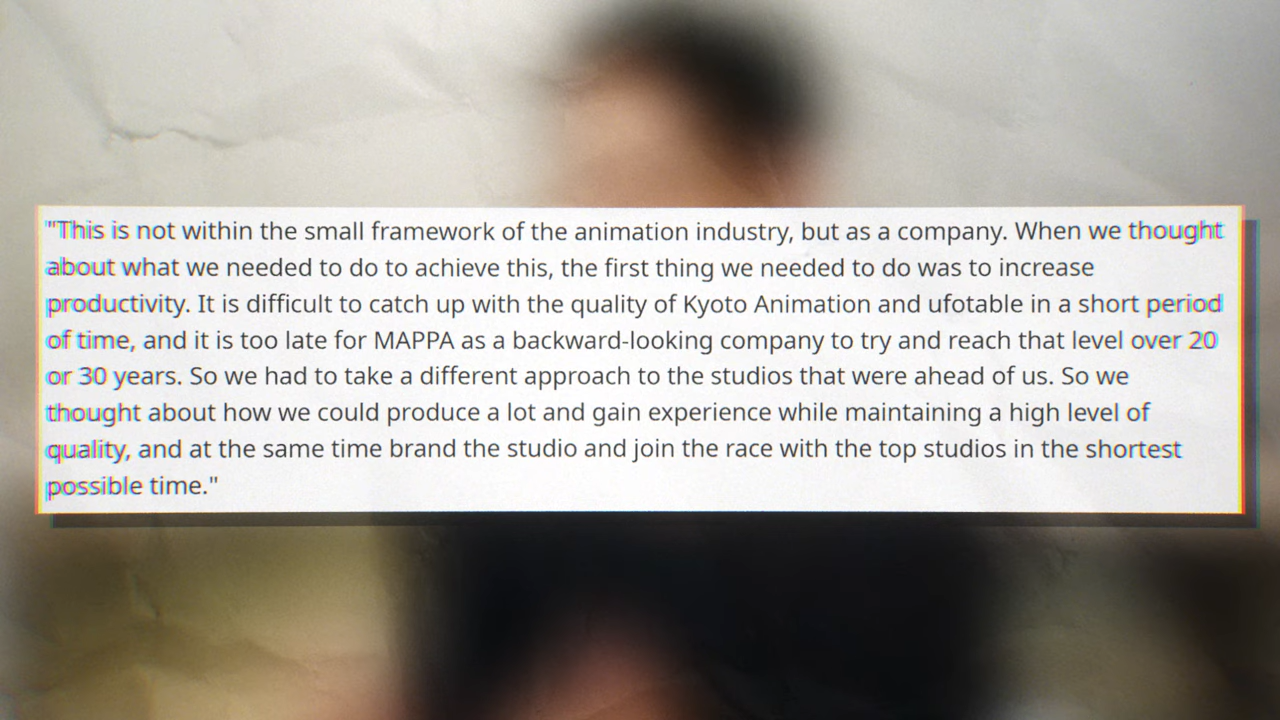 "This is not within the small framework of the animation industry, but as a company. When we thought
about what we needed to do to achieve this, the first thing we needed to do was to increase
productivity. It is difficult to catch up with the quality of Kyoto Animation and ufotable in a short period
of time, and it is too late for MAPPA as a backward-looking company to try and reach that level over 20
or 30 years. So we had to take a different approach to the studios that were ahead of us. So we
thought about how we could produce a lot and gain experience while maintaining a high level of
quality, and at the same time brand the studio and join the race with the top studios in the shortest
possible time."